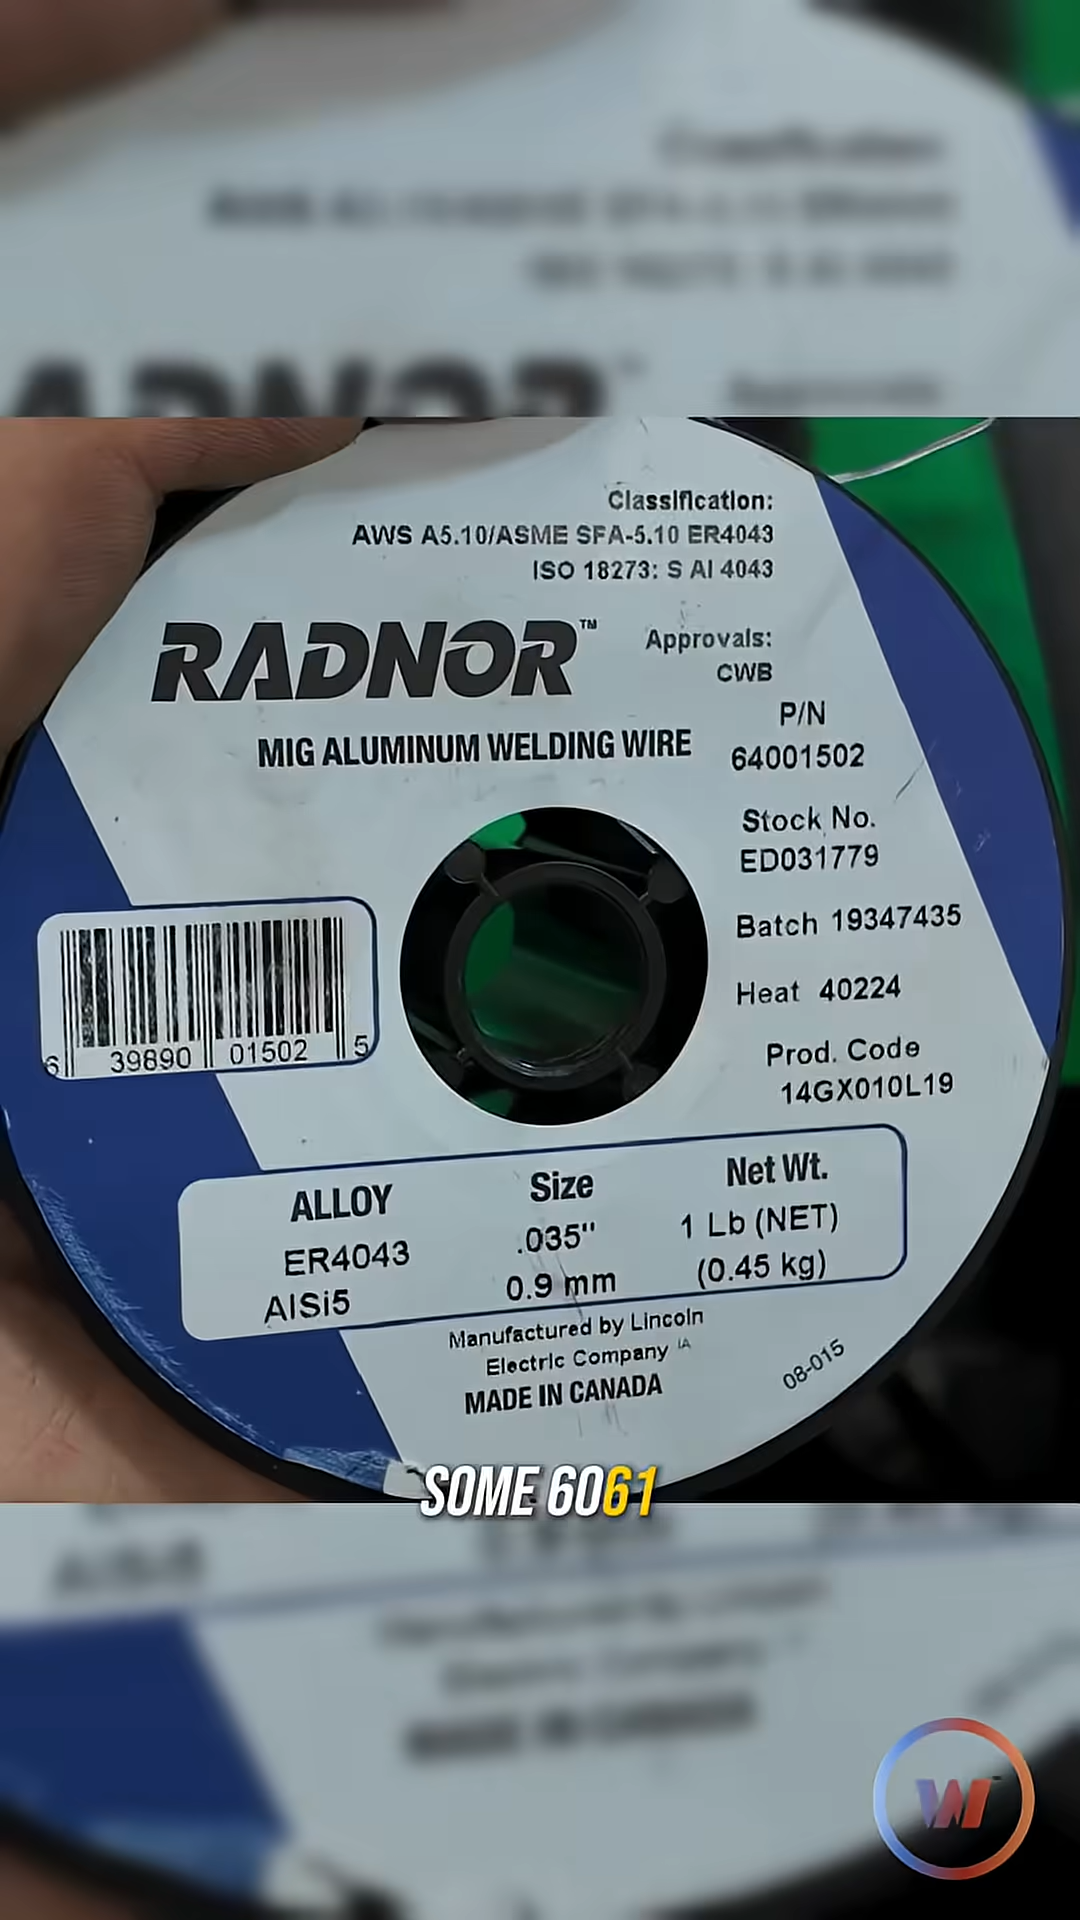 Classification:
AWS A5.10/ASME SFA-5.10 ER4043
ISO 18273: S Al 4043
RADNOR™
Approvals:
CWB
MIG ALUMINUM WELDING WIRE
P/N
64001502
Stock No.
ED031779
Batch 19347435
Heat 40224
Prod. Code
14GX010L19
6 39890 01502 5
ALLOY Size Net Wt.
ER4043 .035" 1 Lb (NET)
AlSi5 0.9 mm (0.45 kg)
Manufactured by Lincoln
Electric Company IA
MADE IN CANADA
08-015
SOME 6061
W